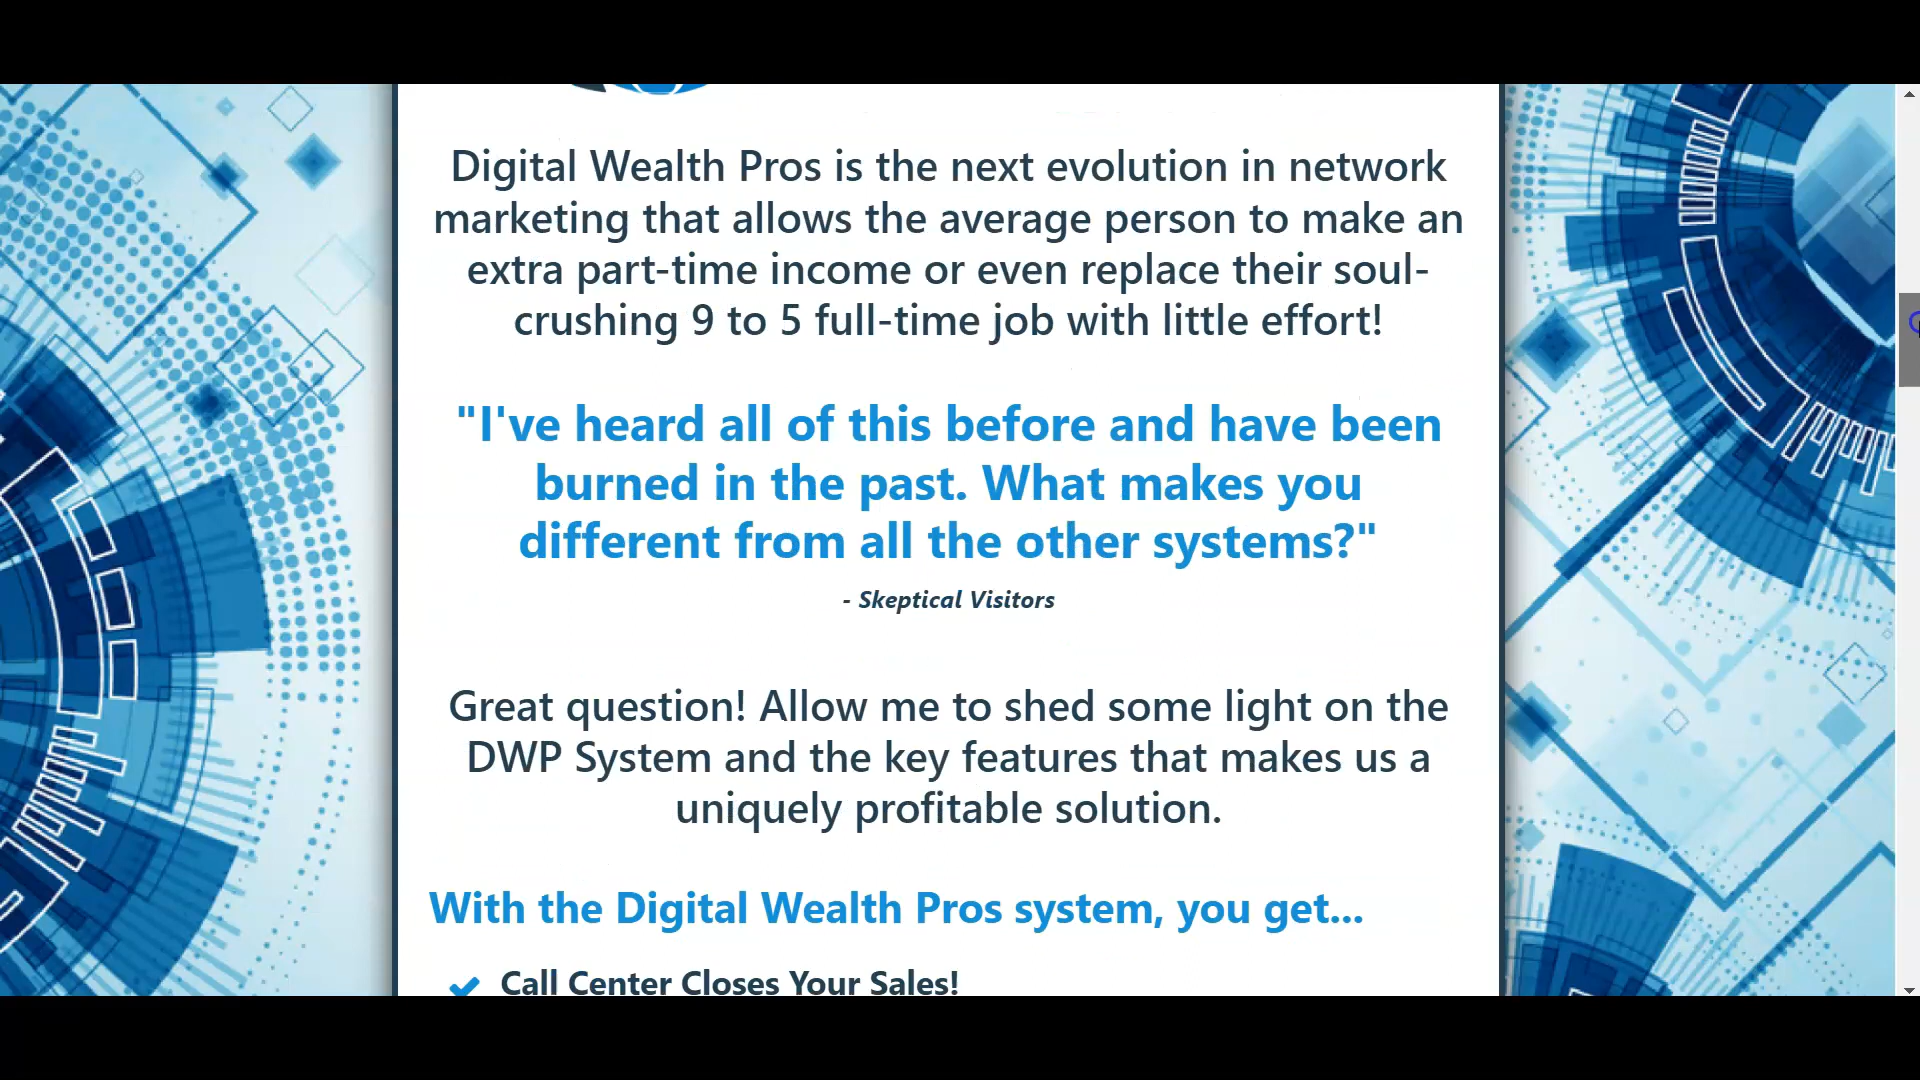 Digital Wealth Pros is the next evolution in network
marketing that allows the average person to make an
extra part-time income or even replace their soul-
crushing 9 to 5 full-time job with little effort!
"I've heard all of this before and have been
burned in the past. What makes you
different from all the other systems?"
- Skeptical Visitors
Great question! Allow me to shed some light on the
DWP System and the key features that makes us a
uniquely profitable solution.
With the Digital Wealth Pros system, you get...
Call Center Closes Your Sales!